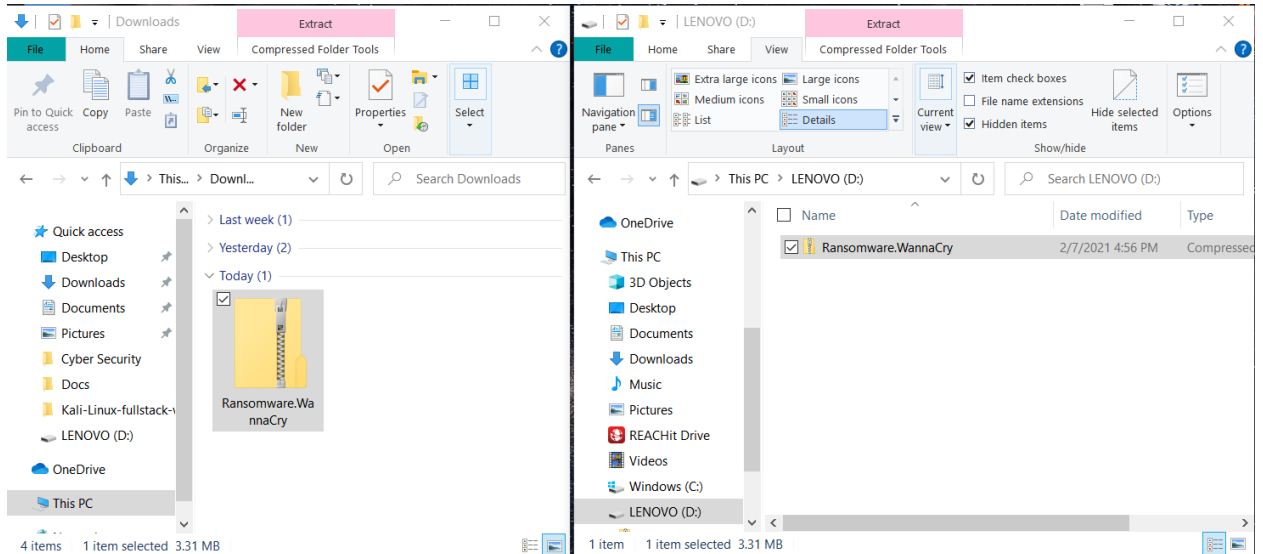 Downloads
Extract
File
Home
Share
View
Compressed Folder Tools
Pin to Quick access
Copy
Paste
New folder
Properties
Select
Clipboard
Organize
New
Open
This...
Downl...
Search Downloads
Quick access
Desktop
Downloads
Documents
Pictures
Cyber Security
Docs
Kali-Linux-fullstack-
LENOVO (D:)
OneDrive
This PC
Last week (1)
Yesterday (2)
Today (1)
Ransomware.Wa
nnaCry
4 items
1 item selected 3.31 MB
LENOVO (D:)
Extract
File
Home
Share
View
Compressed Folder Tools
Navigation pane
Extra large icons
Large icons
Medium icons
Small icons
List
Details
Current view
Item check boxes
File name extensions
Hidden items
Hide selected items
Options
Panes
Layout
Show/hide
This PC
LENOVO (D:)
Search LENOVO (D:)
OneDrive
This PC
3D Objects
Desktop
Documents
Downloads
Music
Pictures
REACHit Drive
Videos
Windows (C:)
LENOVO (D:)
Name
Date modified
Type
Ransomware.WannaCry
2/7/2021 4:56 PM
Compressed
1 item
1 item selected 3.31 MB